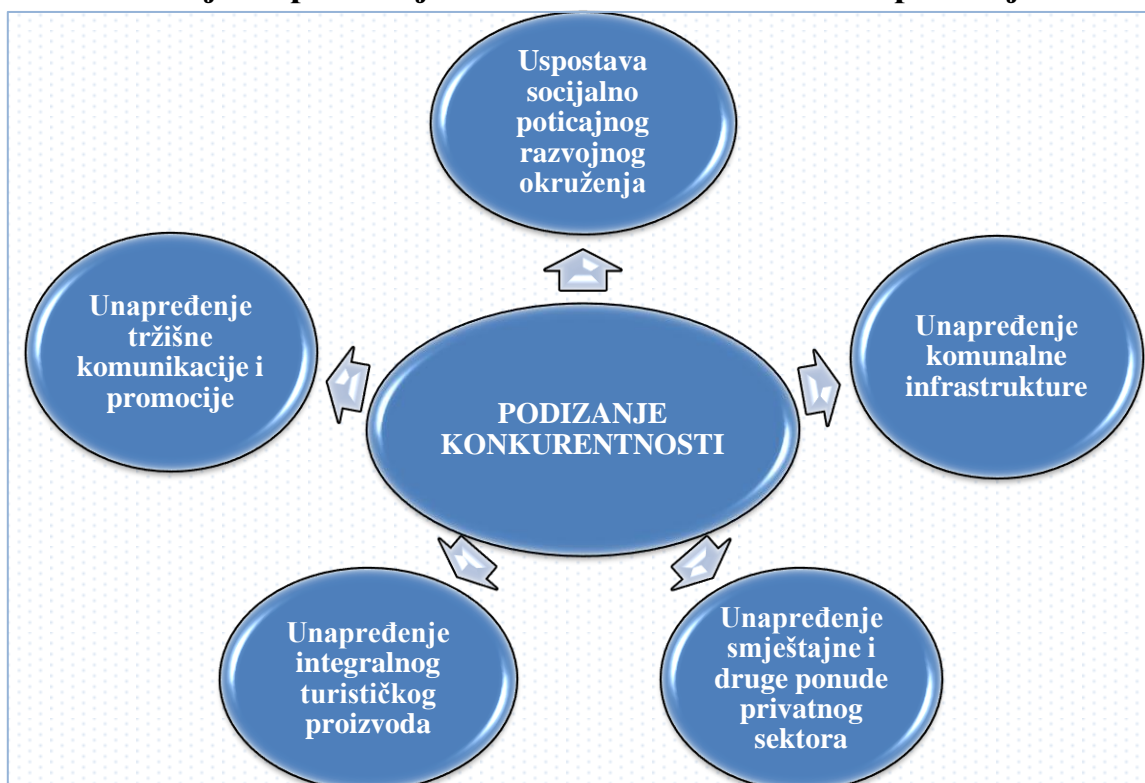 Uspostava
socijalno
poticajnog
razvojnog
okruženja
Unapređenje
tržišne
komunikacije i
promocije
Unapređenje
komunalne
infrastrukture
PODIZANJE
KONKURENTNOSTI
Unapređenje
integralnog
turističkog
proizvoda
Unapređenje
smještajne i
druge ponude
privatnog
sektora